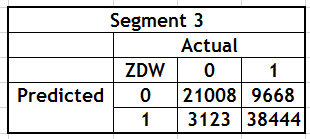 Segment 3
Actual
ZDW 0 1
Predicted 0 21008 9668
1 3123 38444